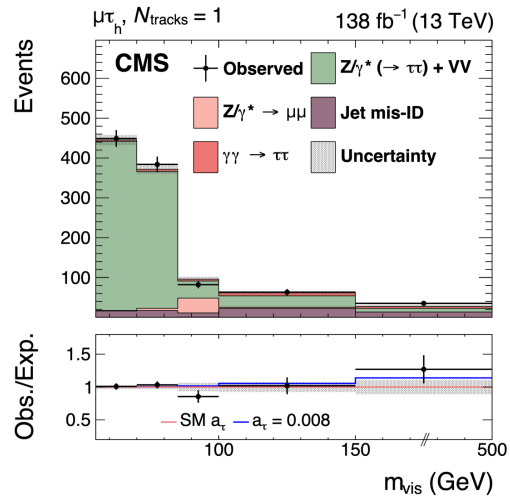 μτ_h, N_tracks = 1 138 fb⁻¹ (13 TeV)
Events
CMS
Observed
Z/γ* (→ ττ) + VV
Z/γ* → μμ
Jet mis-ID
γγ → ττ
Uncertainty
600
500
400
300
200
100
Obs./Exp.
1.5
1
0.5
SM a_τ
a_τ = 0.008
100 150 500
m_vis (GeV)